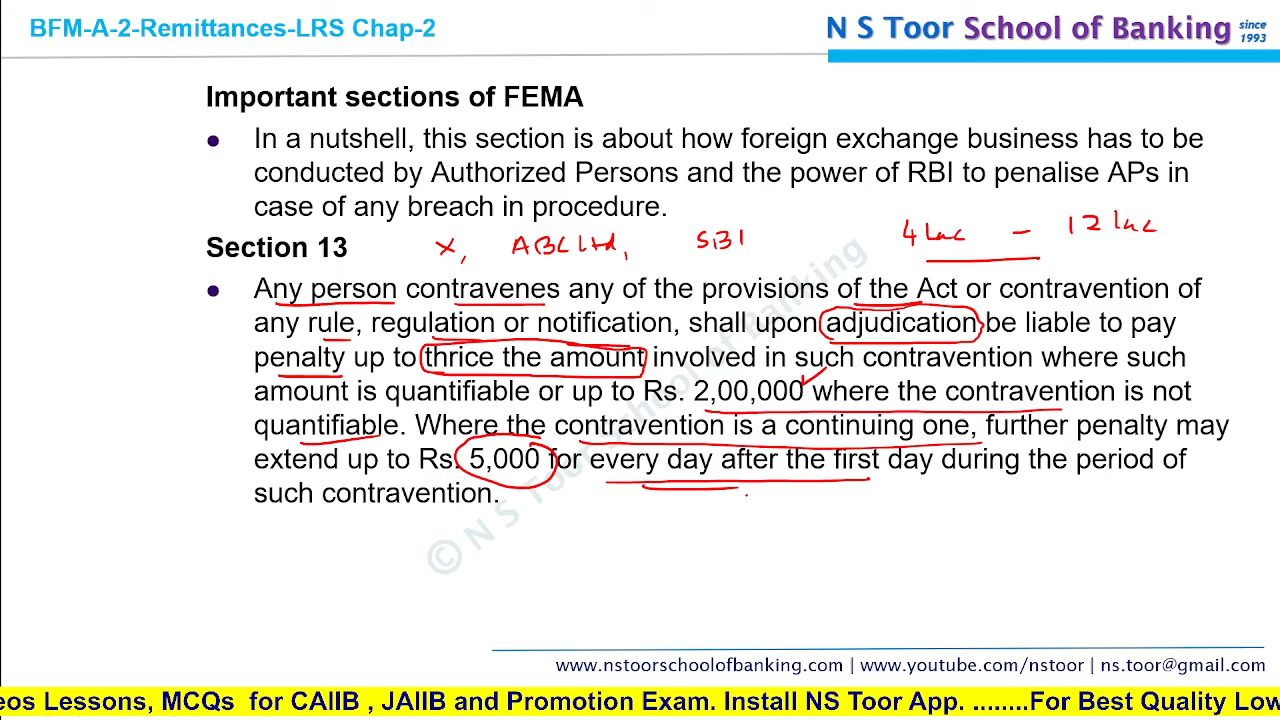 BFM-A-2-Remittances-LRS Chap-2
N S Toor School of Banking since 1993
Important sections of FEMA
In a nutshell, this section is about how foreign exchange business has to be
conducted by Authorized Persons and the power of RBI to penalise APs in
case of any breach in procedure.
Section 13
X, ABC Ltd, SBI 4 Lac - 12 Lac
Any person contravenes any of the provisions of the Act or contravention of
any rule, regulation or notification, shall upon adjudication be liable to pay
penalty up to thrice the amount involved in such contravention where such
amount is quantifiable or up to Rs. 2,00,000 where the contravention is not
quantifiable. Where the contravention is a continuing one, further penalty may
extend up to Rs. 5,000 for every day after the first day during the period of
such contravention.
© N S Toor School of Banking
www.nstoorschoolofbanking.com | www.youtube.com/nstoor | ns.toor@gmail.com
eos Lessons, MCQs for CAIIB , JAIIB and Promotion Exam. Install NS Toor App. ........For Best Quality Low